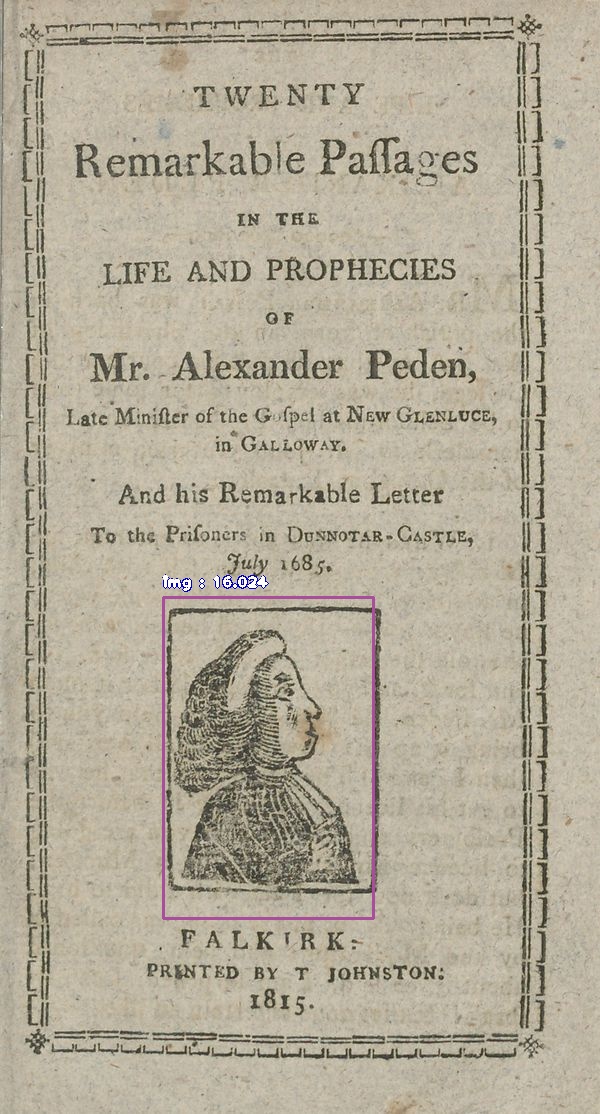 TWENTY
Remarkable Paſſages
IN THE
LIFE AND PROPHECIES
OF
Mr. Alexander Peden,
Late Miniſter of the Goſpel at NEW GLENLUCE,
in GALLOWAY.
And his Remarkable Letter
To the Priſoners in DUNNOTAR-CASTLE,
July 1685.
img : 16.024
FALKIRK:
PRINTED BY T JOHNSTON:
1815.